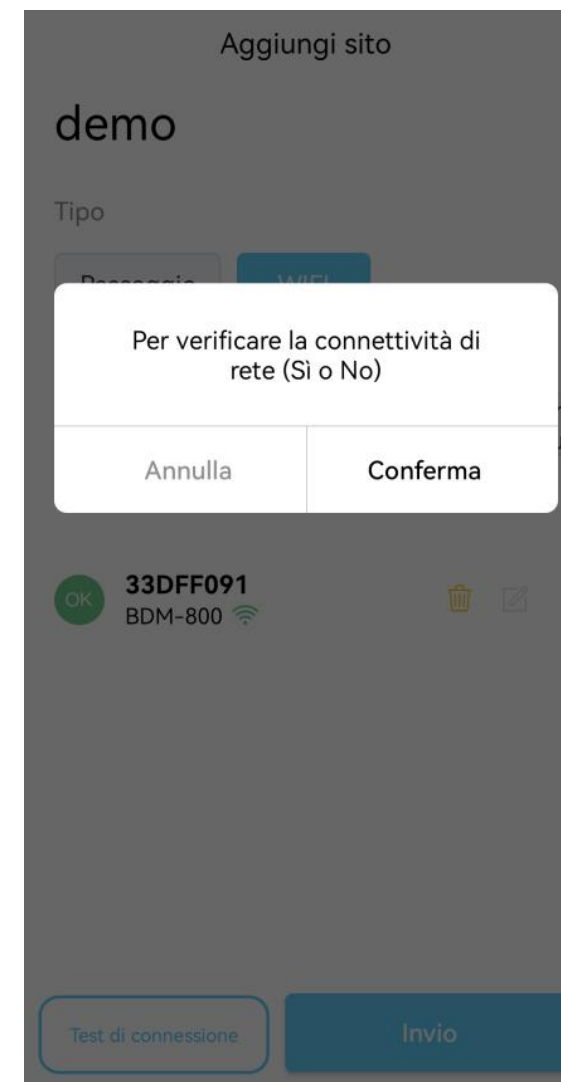 Aggiungi sito
demo
Tipo
Per verificare la connettività di
rete (Sì o No)
Annulla
Conferma
OK
33DFF091
BDM-800
Test di connessione
Invio